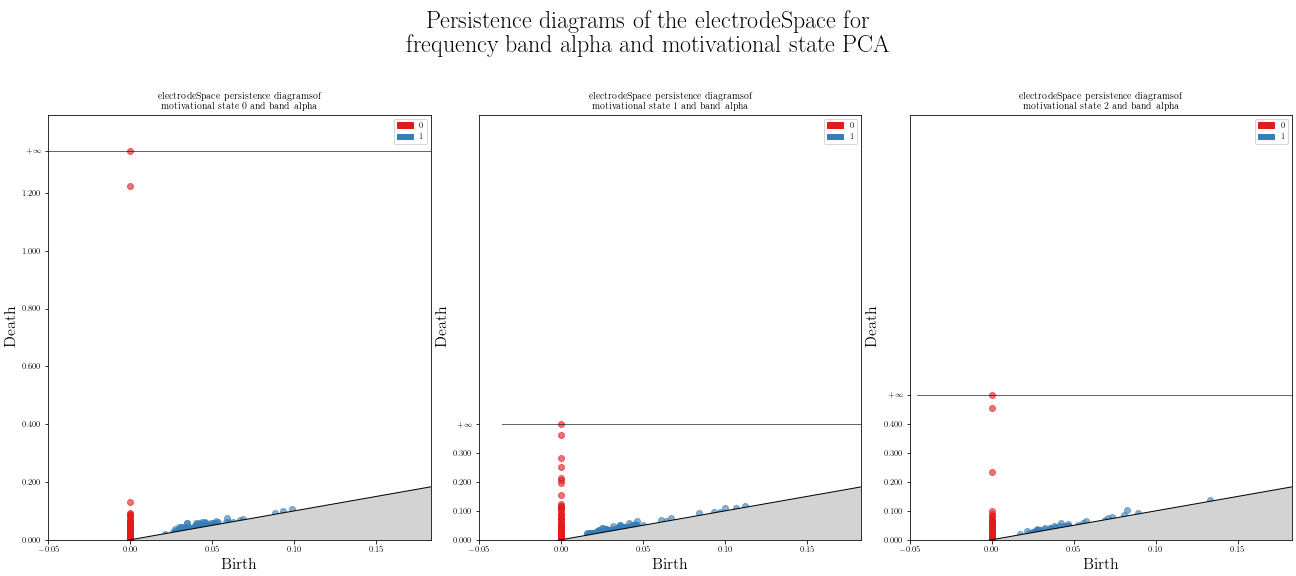 Persistence diagrams of the electrodeSpace for
frequency band alpha and motivational state PCA
electrodeSpace persistence diagramsof
motivational state 0 and band alpha
0
1
+∞
1.200
1.000
0.800
0.600
0.400
0.200
0.000
−0.05
0.00
0.05
0.10
0.15
Death
Birth
electrodeSpace persistence diagramsof
motivational state 1 and band alpha
0
1
+∞
0.300
0.200
0.100
0.000
−0.05
0.00
0.05
0.10
0.15
Death
Birth
electrodeSpace persistence diagramsof
motivational state 2 and band alpha
0
1
+∞
0.400
0.300
0.200
0.100
0.000
−0.05
0.00
0.05
0.10
0.15
Death
Birth